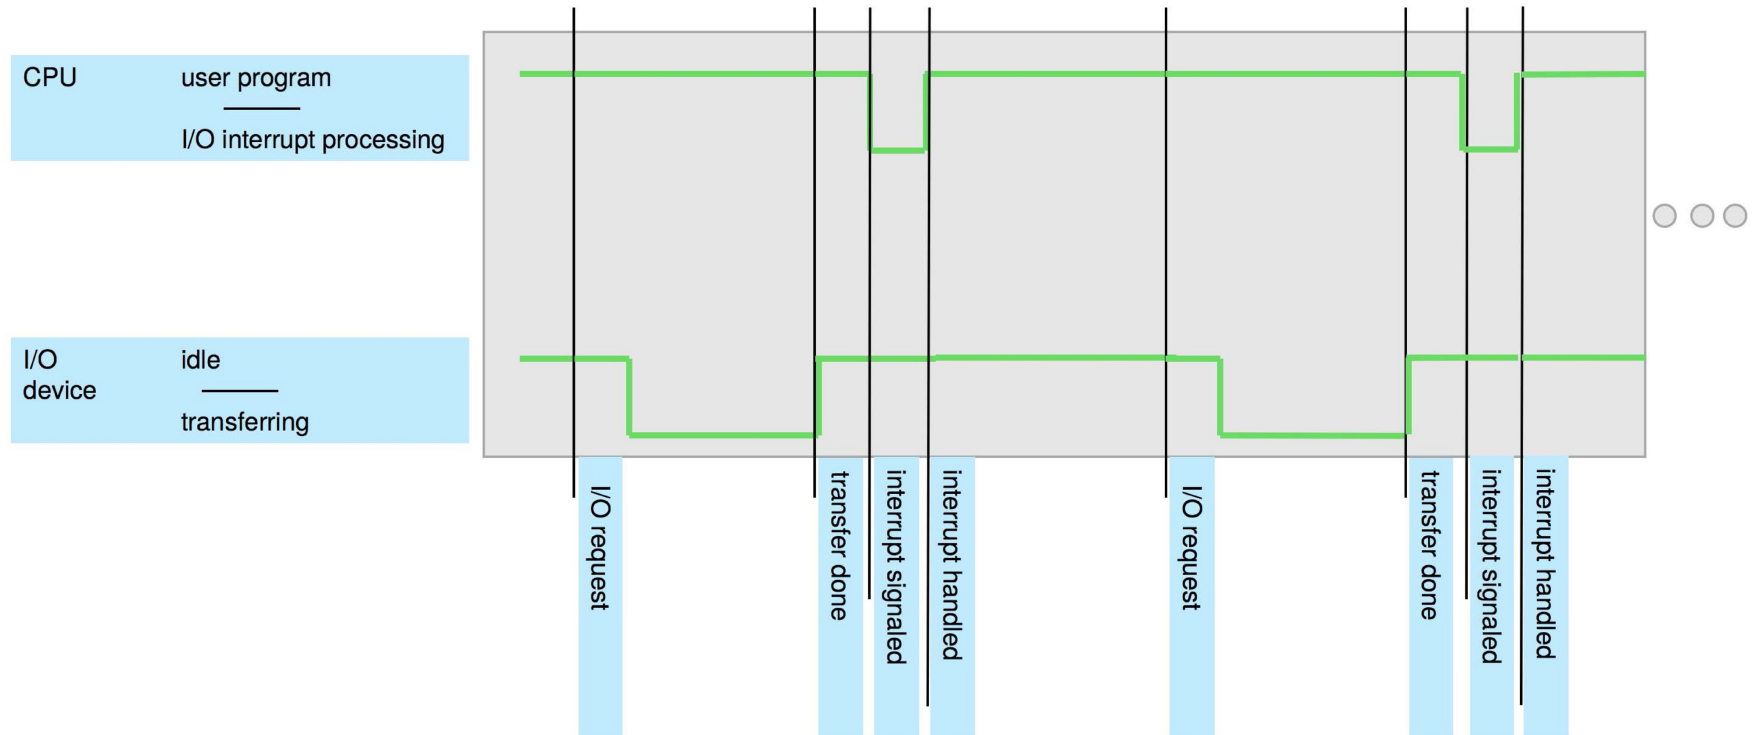 CPU
user program
I/O interrupt processing
I/O
device
idle
transferring
I/O request
transfer done
interrupt signaled
interrupt handled
I/O request
transfer done
interrupt signaled
interrupt handled